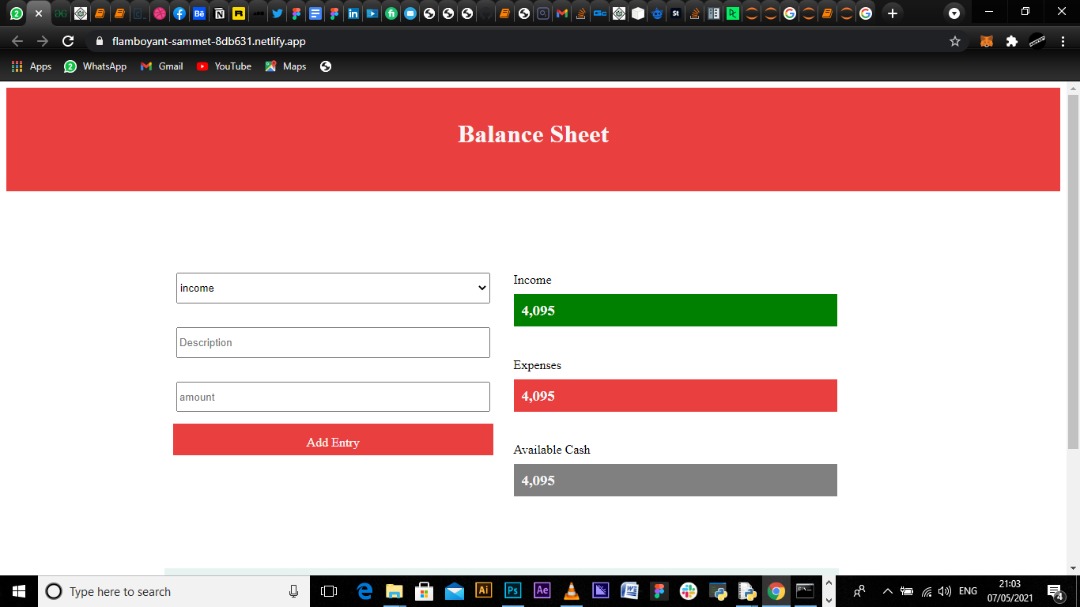 flamboyant-sammet-8db631.netlify.app
Apps WhatsApp Gmail YouTube Maps
Balance Sheet
income
Description
amount
Add Entry
Income
4,095
Expenses
4,095
Available Cash
4,095
Type here to search
ENG
21:03
07/05/2021
4